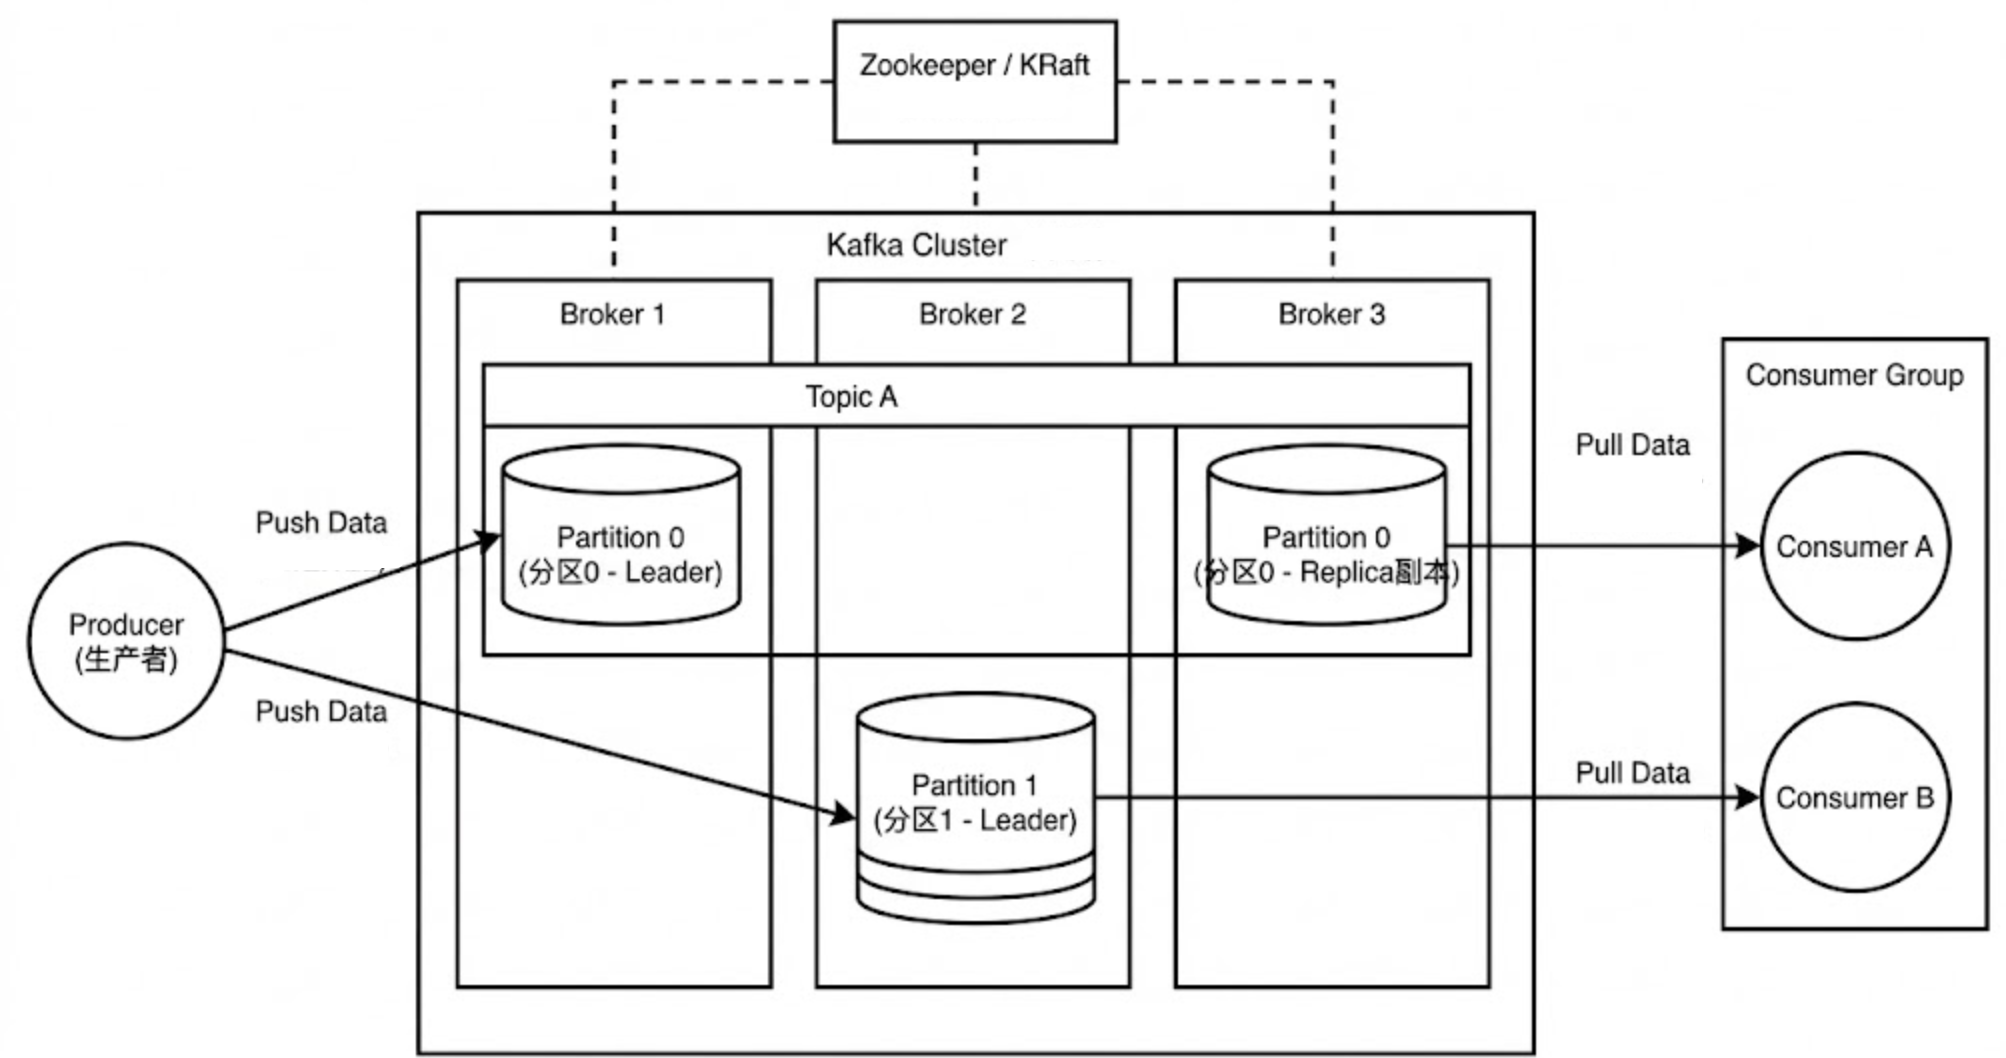 Zookeeper / KRaft
Kafka Cluster
Broker 1
Broker 2
Broker 3
Topic A
Consumer Group
Pull Data
Push Data
Partition 0
(分区0 - Leader)
Partition 0
(分区0 - Replica副本)
Consumer A
Producer
(生产者)
Push Data
Partition 1
(分区1 - Leader)
Pull Data
Consumer B